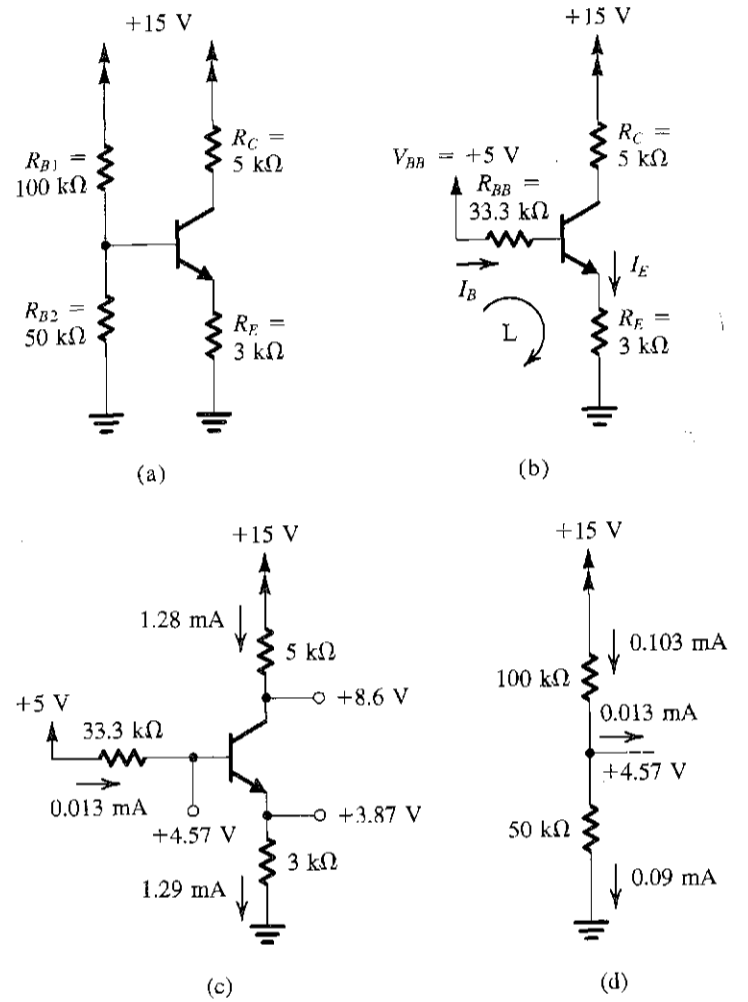 +15 V
R_B1 =
100 kΩ
R_C =
5 kΩ
R_B2 =
50 kΩ
R_E =
3 kΩ
(a)
+15 V
R_C =
5 kΩ
V_BB = +5 V
R_BB =
33.3 kΩ
I_B
I_E
L
R_E =
3 kΩ
(b)
+15 V
1.28 mA
5 kΩ
+8.6 V
+5 V
33.3 kΩ
0.013 mA
+4.57 V
+3.87 V
3 kΩ
1.29 mA
(c)
+15 V
0.103 mA
100 kΩ
0.013 mA
+4.57 V
50 kΩ
0.09 mA
(d)